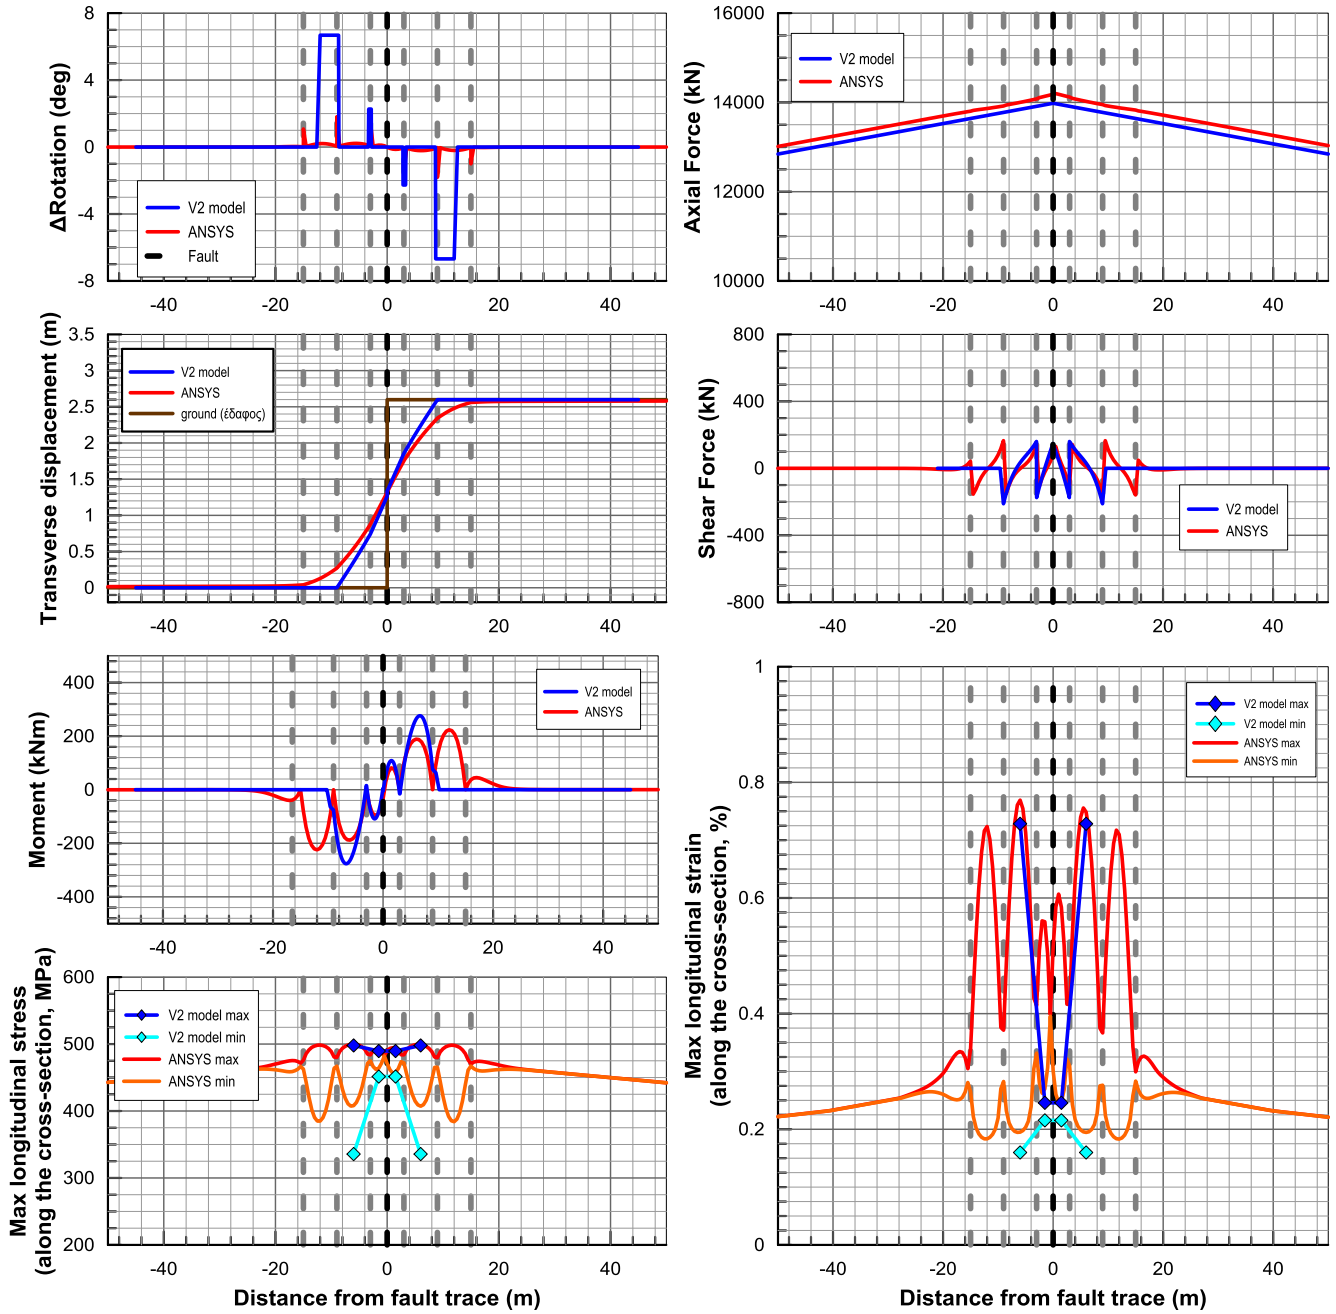 8
4
0
-4
-8
ΔRotation (deg)
V2 model
ANSYS
Fault
-40
-20
0
20
40
16000
14000
12000
10000
Axial Force (kN)
V2 model
ANSYS
-40
-20
0
20
40
3.5
3
2.5
2
1.5
1
0.5
0
Transverse displacement (m)
V2 model
ANSYS
ground (έδαφος)
-40
-20
0
20
40
800
400
0
-400
-800
Shear Force (kN)
V2 model
ANSYS
-40
-20
0
20
40
400
200
0
-200
-400
Moment (kNm)
V2 model
ANSYS
-40
-20
0
20
40
600
500
400
300
200
Max longitudinal stress
(along the cross-section, MPa)
V2 model max
V2 model min
ANSYS max
ANSYS min
-40
-20
0
20
40
Distance from fault trace (m)
1
0.8
0.6
0.4
0.2
0
Max longitudinal strain
(along the cross-section, %)
V2 model max
V2 model min
ANSYS max
ANSYS min
-40
-20
0
20
40
Distance from fault trace (m)